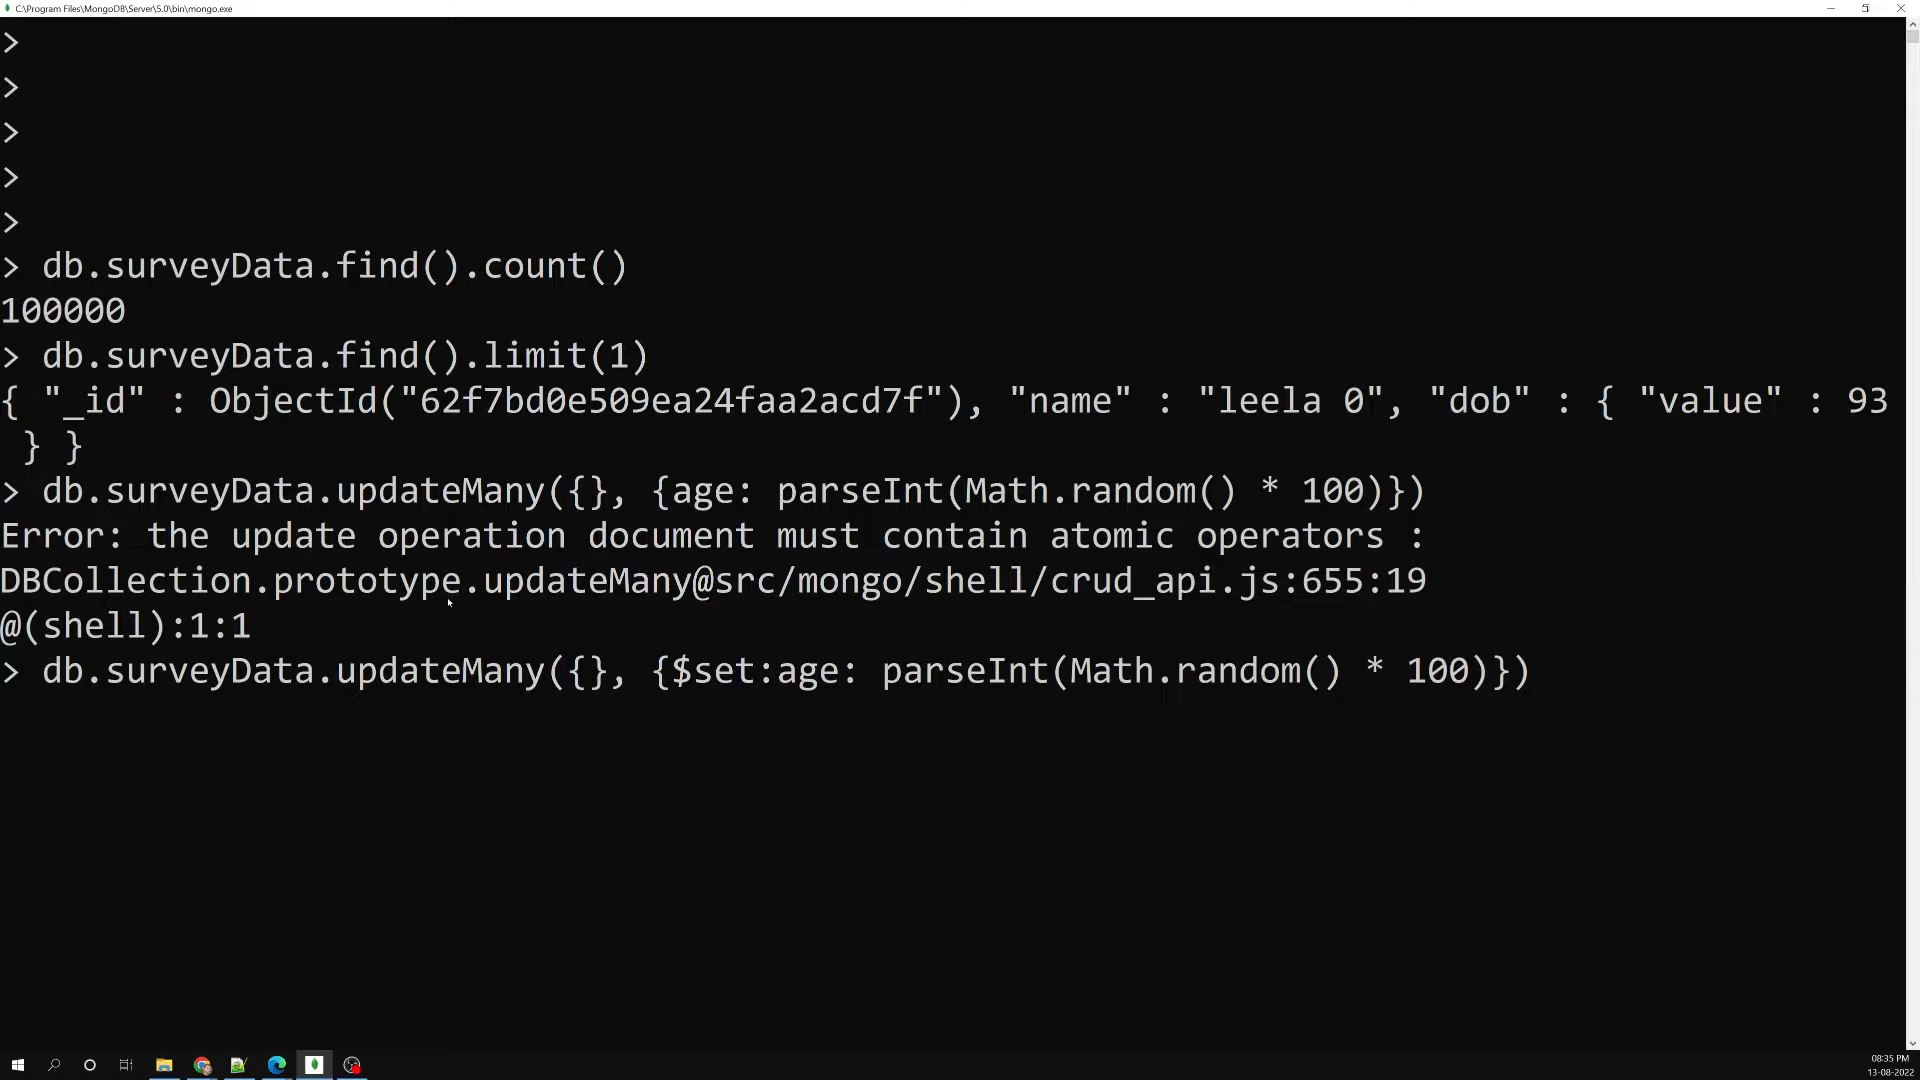 C:\Program Files\MongoDB\Server\5.0\bin\mongo.exe
>
>
>
>
>
> db.surveyData.find().count()
100000
> db.surveyData.find().limit(1)
{ "_id" : ObjectId("62f7bd0e509ea24faa2acd7f"), "name" : "leela 0", "dob" : { "value" : 93
 } }
> db.surveyData.updateMany({}, {age: parseInt(Math.random() * 100)})
Error: the update operation document must contain atomic operators :
DBCollection.prototype.updateMany@src/mongo/shell/crud_api.js:655:19
@(shell):1:1
> db.surveyData.updateMany({}, {$set:age: parseInt(Math.random() * 100)})
08:35 PM
13-08-2022